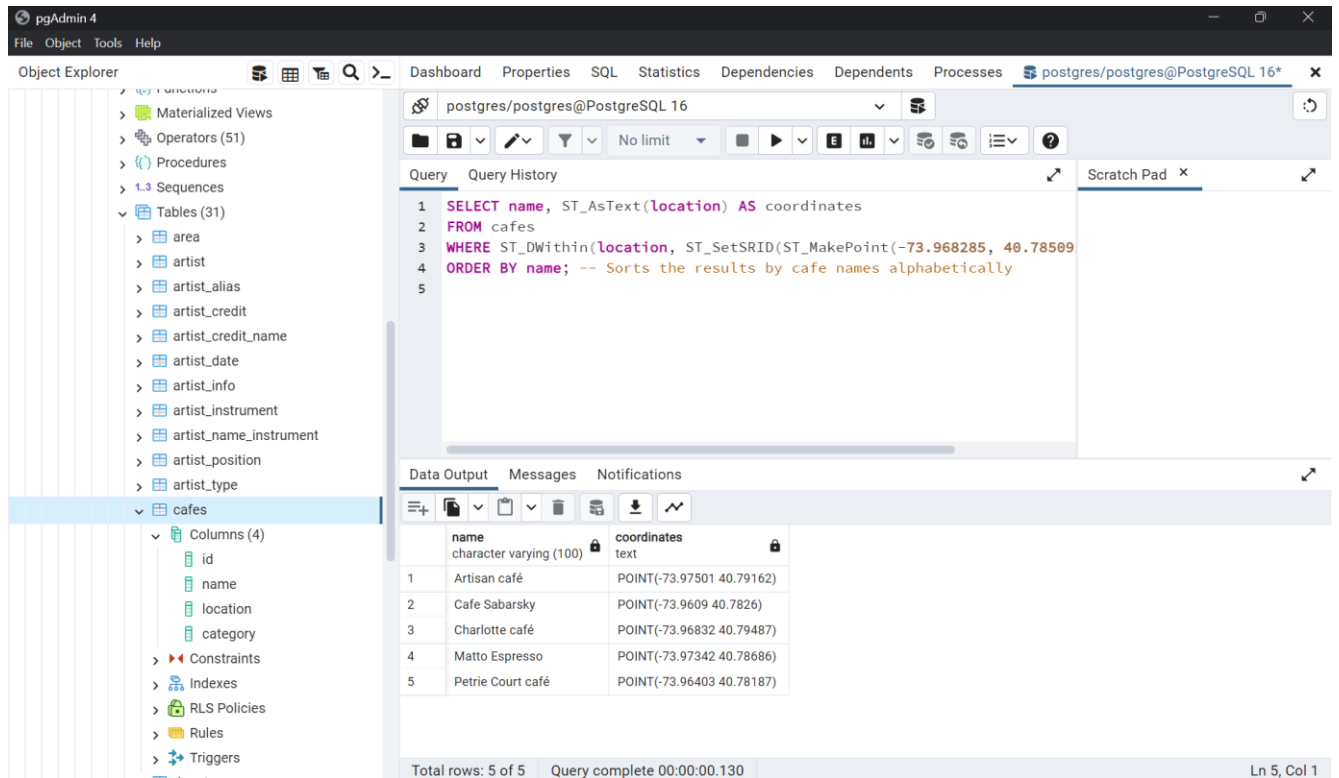 pgAdmin 4
File Object Tools Help
Object Explorer
Dashboard Properties SQL Statistics Dependencies Dependents Processes postgres/postgres@PostgreSQL 16*
Functions
Materialized Views
Operators (51)
Procedures
1..3 Sequences
Tables (31)
area
artist
artist_alias
artist_credit
artist_credit_name
artist_date
artist_info
artist_instrument
artist_name_instrument
artist_position
artist_type
cafes
Columns (4)
id
name
location
category
Constraints
Indexes
RLS Policies
Rules
Triggers
postgres/postgres@PostgreSQL 16
No limit
E
Query Query History
Scratch Pad
1 SELECT name, ST_AsText(location) AS coordinates
2 FROM cafes
3 WHERE ST_DWithin(location, ST_SetSRID(ST_MakePoint(-73.968285, 40.78509
4 ORDER BY name; -- Sorts the results by cafe names alphabetically
5
Data Output Messages Notifications
name coordinates
character varying (100) text
1 Artisan café POINT(-73.97501 40.79162)
2 Cafe Sabarsky POINT(-73.9609 40.7826)
3 Charlotte café POINT(-73.96832 40.79487)
4 Matto Espresso POINT(-73.97342 40.78686)
5 Petrie Court café POINT(-73.96403 40.78187)
Total rows: 5 of 5 Query complete 00:00:00.130 Ln 5, Col 1